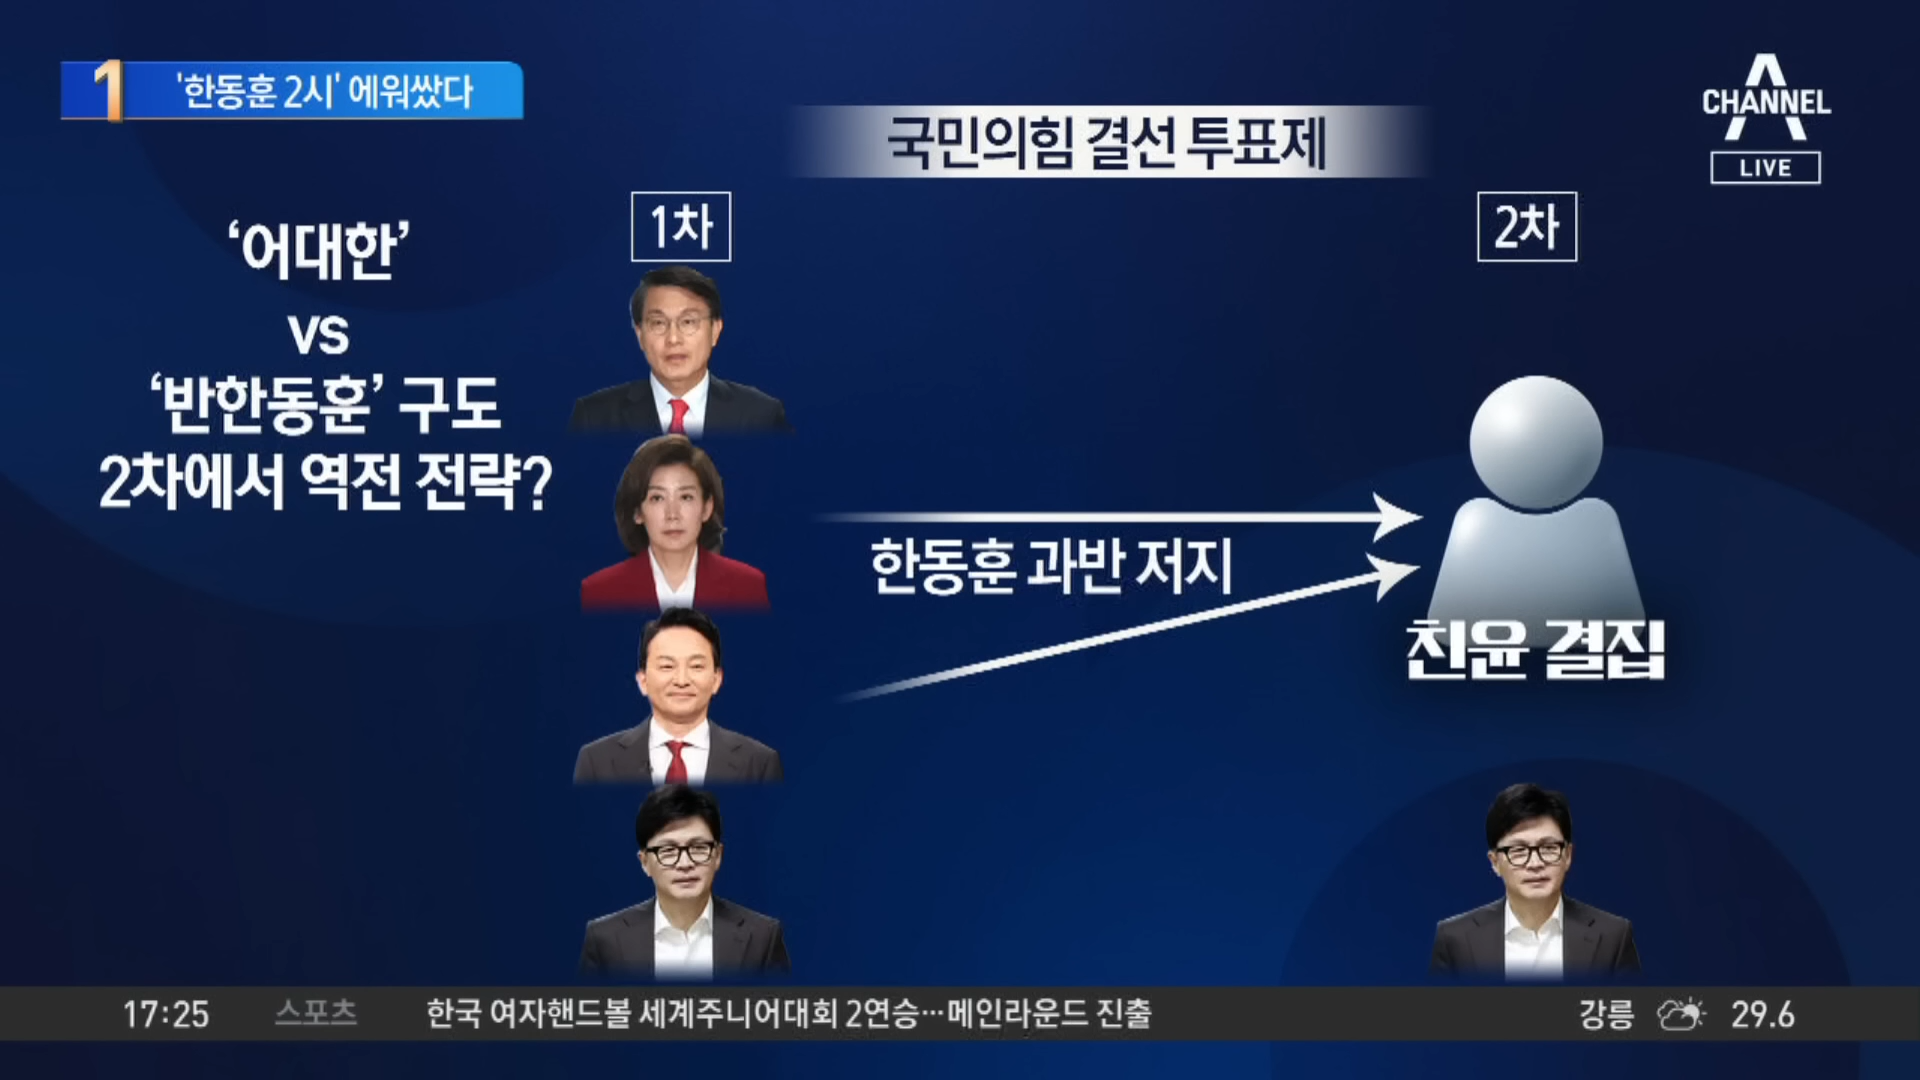 1 '한동훈 2시' 에워쌌다
CHANNEL A
LIVE
국민의힘 결선 투표제
1차
2차
‘어대한’
vs
‘반한동훈’ 구도
2차에서 역전 전략?
한동훈 과반 저지
친윤 결집
17:25 스포츠 한국 여자핸드볼 세계주니어대회 2연승…메인라운드 진출 강릉 29.6